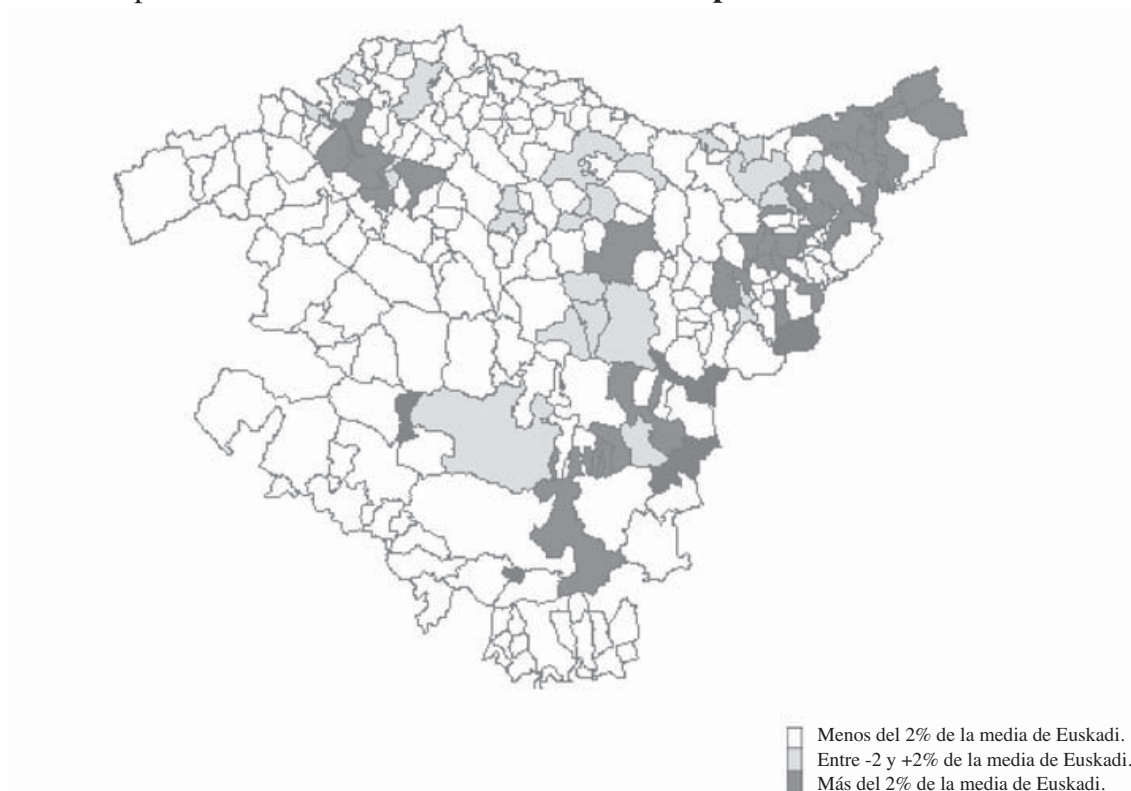 Menos del 2% de la media de Euskadi.
Entre -2 y +2% de la media de Euskadi.
Más del 2% de la media de Euskadi.